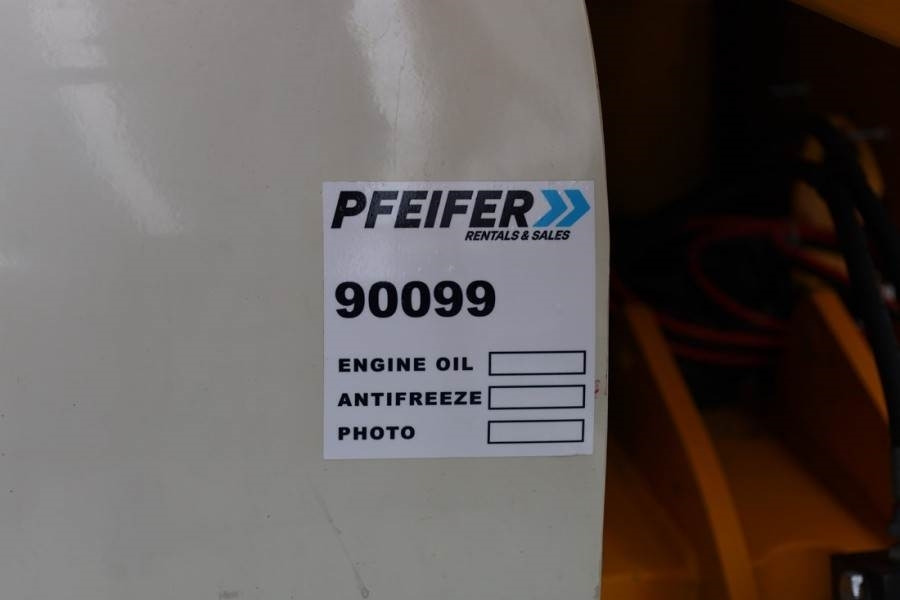 PFEIFER
RENTALS & SALES
90099
ENGINE OIL
ANTIFREEZE
PHOTO